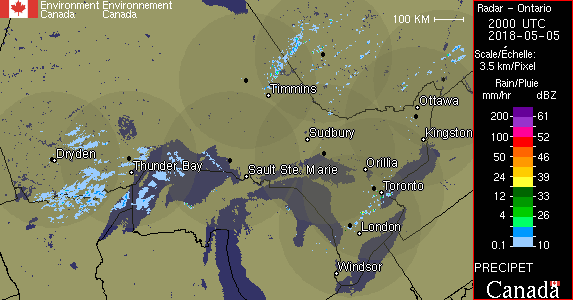 Environment Environnement
Canada Canada
100 KM
Timmins
Ottawa
Sudbury
Kingston
Dryden
Thunder Bay
Sault Ste. Marie
Orillia
Toronto
London
Windsor
Radar - Ontario
2000 UTC
2018-05-05
Scale/Échelle:
3.5 km/Pixel
Rain/Pluie
mm/hr dBZ
200 61
100 52
50 46
24 39
12 33
4 26
0.1 10
PRECIPET
Canada